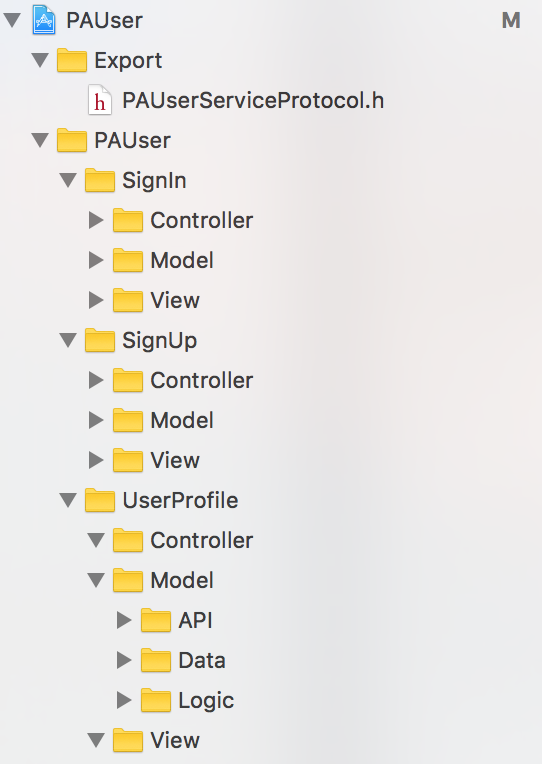 PAUser M
Export
h PAUserServiceProtocol.h
PAUser
SignIn
Controller
Model
View
SignUp
Controller
Model
View
UserProfile
Controller
Model
API
Data
Logic
View